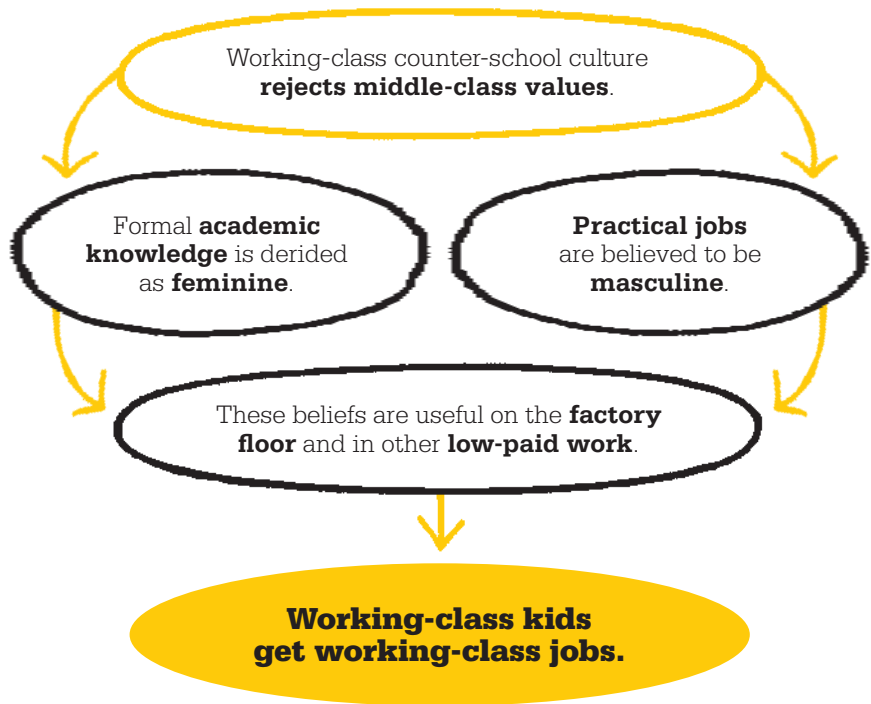 Working-class counter-school culture
rejects middle-class values.
Formal academic
knowledge is derided
as feminine.
Practical jobs
are believed to be
masculine.
These beliefs are useful on the factory
floor and in other low-paid work.
Working-class kids
get working-class jobs.